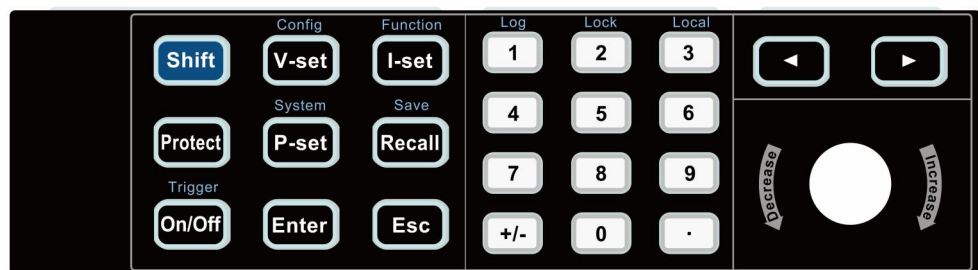 Config Function Log Lock Local
Shift V-set I-set 1 2 3 ◄ ►
System Save
Protect P-set Recall 4 5 6
Trigger 7 8 9 Decrease Increase
On/Off Enter Esc +/- 0 .